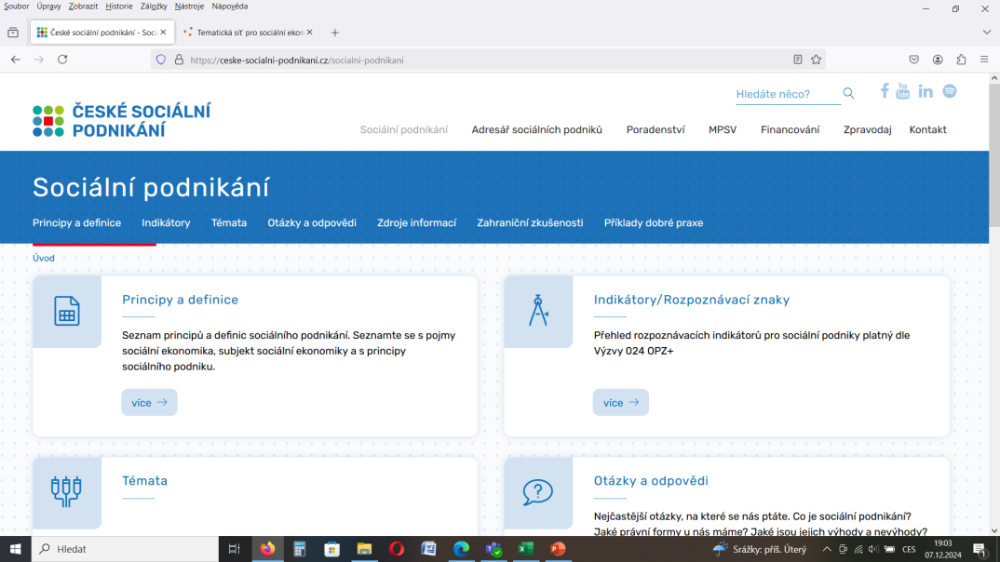 Soubor Úpravy Zobrazit Historie Záložky Nástroje Nápověda
České sociální podnikání - Soci
Tematická síť pro sociální ekon
https://ceske-socialni-podnikani.cz/socialni-podnikani
Hledáte něco?
You Tube
ČESKÉ SOCIÁLNÍ
PODNIKÁNÍ
Sociální podnikání Adresář sociálních podniků Poradenství MPSV Financování Zpravodaj Kontakt
Sociální podnikání
Principy a definice Indikátory Témata Otázky a odpovědi Zdroje informací Zahraniční zkušenosti Příklady dobré praxe
Úvod
Principy a definice
Seznam principů a definic sociálního podnikání. Seznamte se s pojmy
sociální ekonomika, subjekt sociální ekonomiky a s principy
sociálního podniku.
více
Indikátory/Rozpoznávací znaky
Přehled rozpoznávacích indikátorů pro sociální podniky platný dle
Výzvy 024 OPZ+
více
Témata
Otázky a odpovědi
Nejčastější otázky, na které se nás ptáte. Co je sociální podnikání?
Jaké právní formy u nás máme? Jaké jsou jejich výhody a nevýhody?
Hledat
Srážky: příš. Úterý
CES
19:03
07.12.2024
1